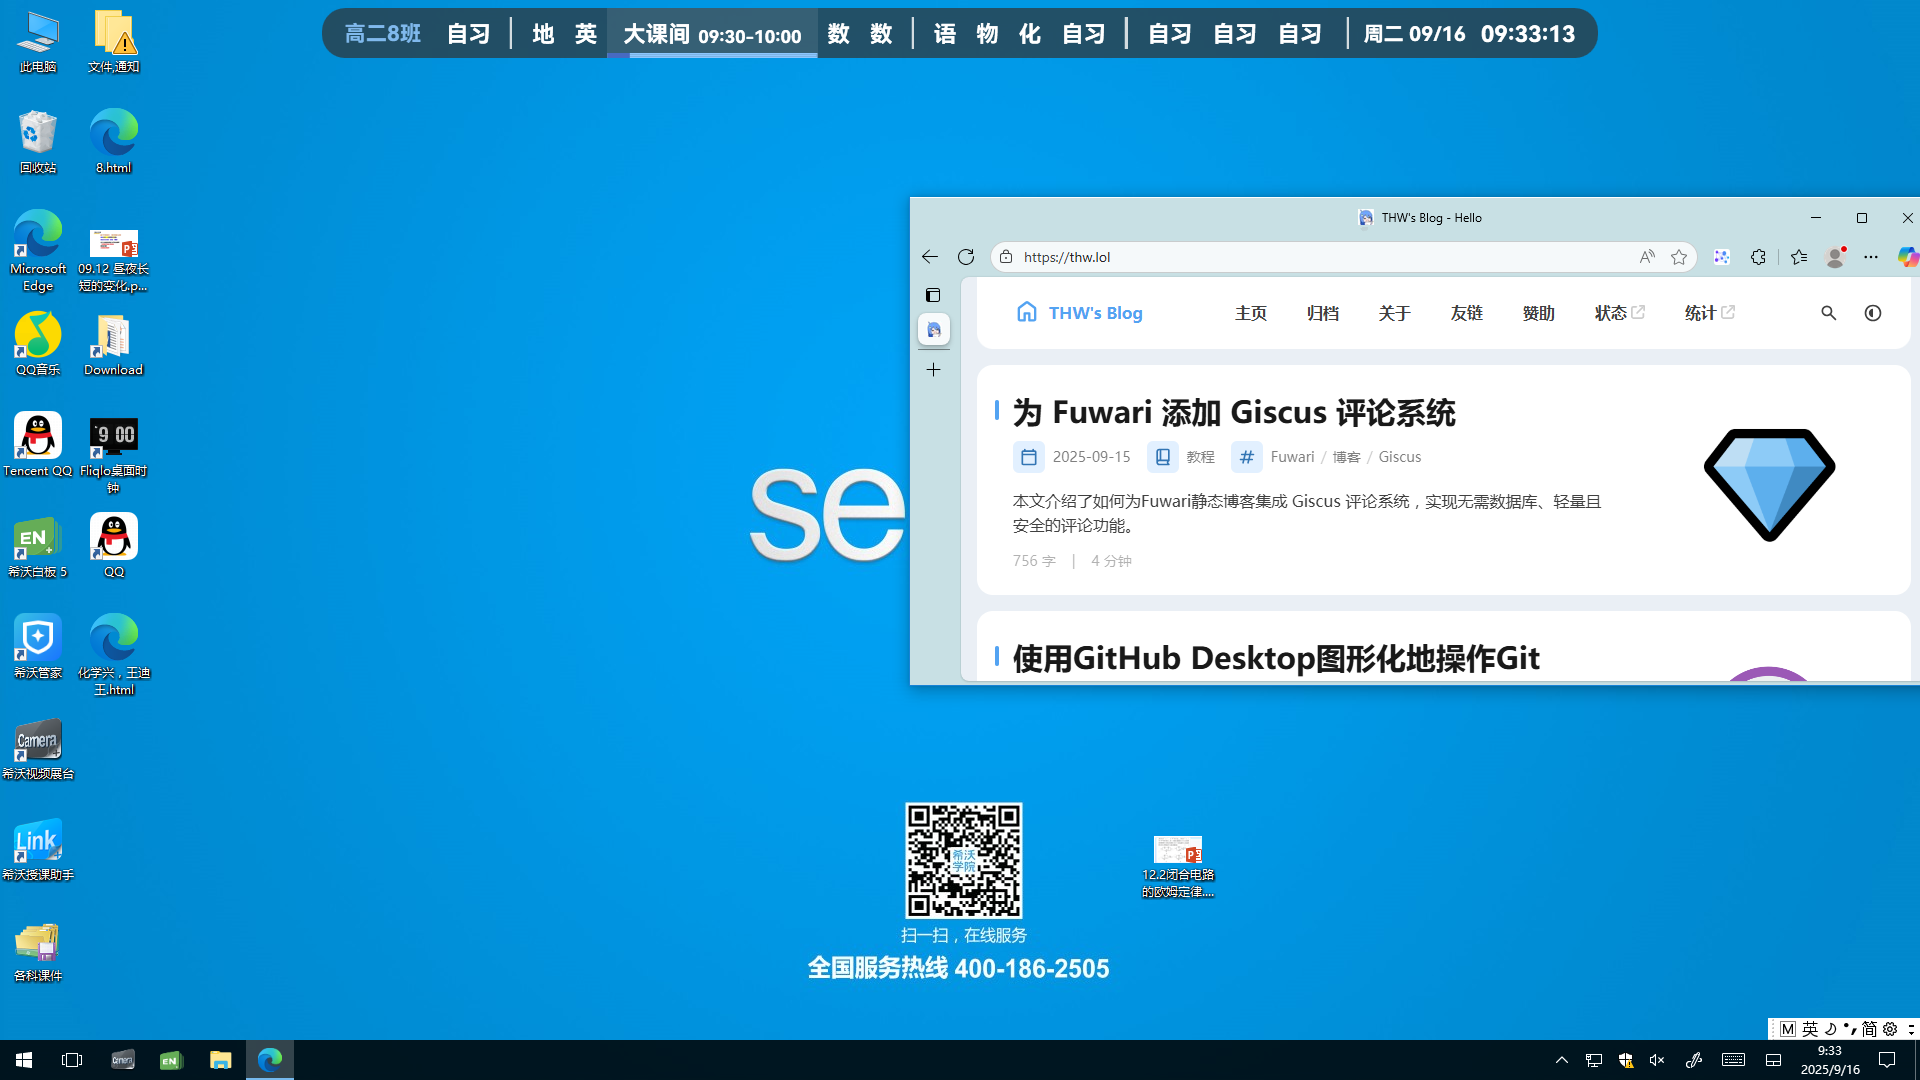 高二8班 自习 | 地 英 大课间 09:30-10:00 数 数 | 语 物 化 自习 | 自习 自习 自习 | 周二 09/16 09:33:13
此电脑
文件,通知
回收站
8.html
Microsoft Edge
09.12 昼夜长
短的变化.p...
QQ音乐
Download
Tencent QQ
Fliqlo桌面时
钟
9 00
EN
希沃白板 5
QQ
希沃管家
化学兴，王迪
王.html
Camera
希沃视频展台
Link
希沃授课助手
各科课件
se
THW's Blog - Hello
https://thw.lol
THW's Blog
主页 归档 关于 友链 赞助 状态 统计
为 Fuwari 添加 Giscus 评论系统
2025-09-15 教程 # Fuwari / 博客 / Giscus
本文介绍了如何为Fuwari静态博客集成 Giscus 评论系统，实现无需数据库、轻量且
安全的评论功能。
756 字 | 4 分钟
使用GitHub Desktop图形化地操作Git
希沃
学院
扫一扫，在线服务
全国服务热线 400-186-2505
12.2闭合电路
的欧姆定律....
M 英 简
Camera
EN
9:33
2025/9/16